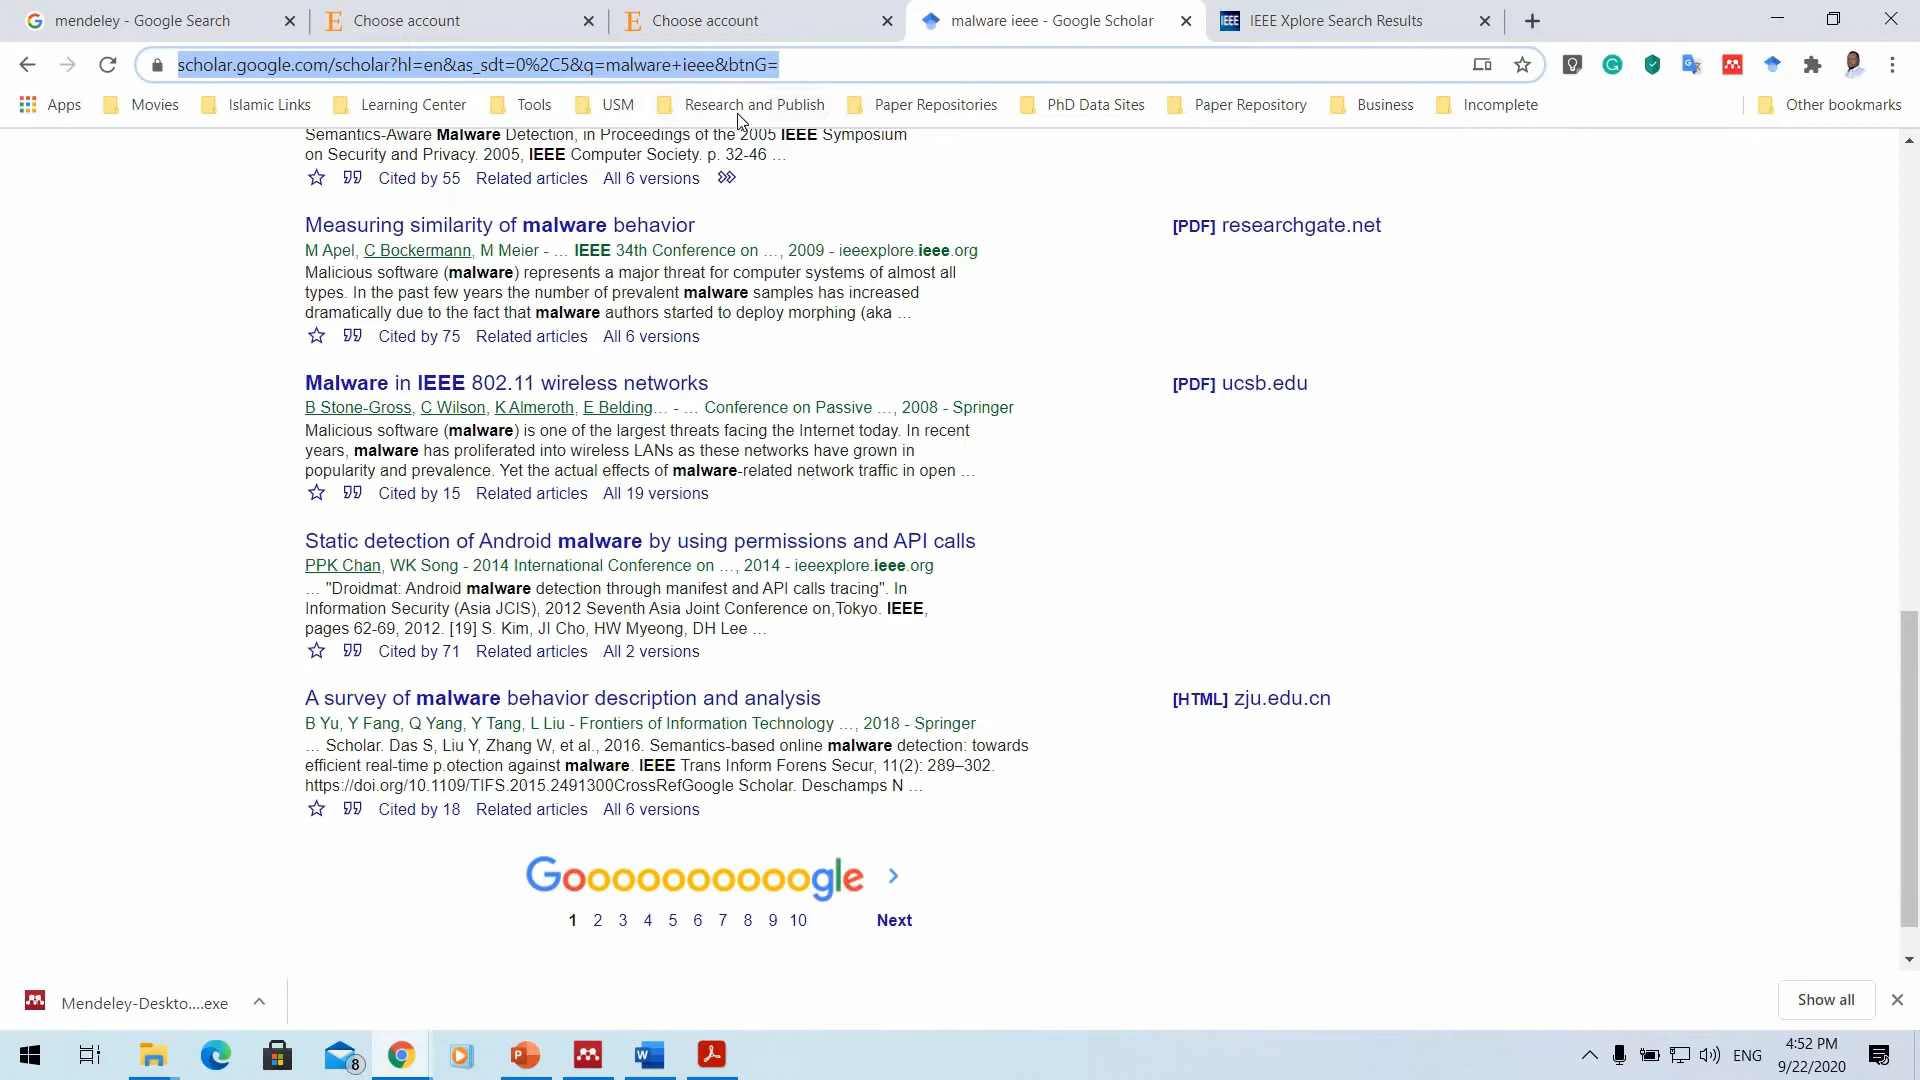 mendeley - Google Search
Choose account
Choose account
malware ieee - Google Scholar
IEEE Xplore Search Results
scholar.google.com/scholar?hl=en&as_sdt=0%2C5&q=malware+ieee&btnG=
Apps Movies Islamic Links Learning Center Tools USM Research and Publish Paper Repositories PhD Data Sites Paper Repository Business Incomplete Other bookmarks
Semantics-Aware Malware Detection, in Proceedings of the 2005 IEEE Symposium
on Security and Privacy. 2005, IEEE Computer Society. p. 32-46 ...
Cited by 55 Related articles All 6 versions
Measuring similarity of malware behavior [PDF] researchgate.net
M Apel, C Bockermann, M Meier - … IEEE 34th Conference on …, 2009 - ieeexplore.ieee.org
Malicious software (malware) represents a major threat for computer systems of almost all
types. In the past few years the number of prevalent malware samples has increased
dramatically due to the fact that malware authors started to deploy morphing (aka …
Cited by 75 Related articles All 6 versions
Malware in IEEE 802.11 wireless networks [PDF] ucsb.edu
B Stone-Gross, C Wilson, K Almeroth, E Belding… - … Conference on Passive …, 2008 - Springer
Malicious software (malware) is one of the largest threats facing the Internet today. In recent
years, malware has proliferated into wireless LANs as these networks have grown in
popularity and prevalence. Yet the actual effects of malware-related network traffic in open …
Cited by 15 Related articles All 19 versions
Static detection of Android malware by using permissions and API calls
PPK Chan, WK Song - 2014 International Conference on …, 2014 - ieeexplore.ieee.org
… "Droidmat: Android malware detection through manifest and API calls tracing". In
Information Security (Asia JCIS), 2012 Seventh Asia Joint Conference on,Tokyo. IEEE,
pages 62-69, 2012. [19] S. Kim, JI Cho, HW Myeong, DH Lee …
Cited by 71 Related articles All 2 versions
A survey of malware behavior description and analysis [HTML] zju.edu.cn
B Yu, Y Fang, Q Yang, Y Tang, L Liu - Frontiers of Information Technology …, 2018 - Springer
… Scholar. Das S, Liu Y, Zhang W, et al., 2016. Semantics-based online malware detection: towards
efficient real-time p.otection against malware. IEEE Trans Inform Forens Secur, 11(2): 289–302.
https://doi.org/10.1109/TIFS.2015.2491300CrossRefGoogle Scholar. Deschamps N …
Cited by 18 Related articles All 6 versions
Goooooooooogle
1 2 3 4 5 6 7 8 9 10 Next
Mendeley-Deskto....exe
Show all
8
ENG
4:52 PM
9/22/2020